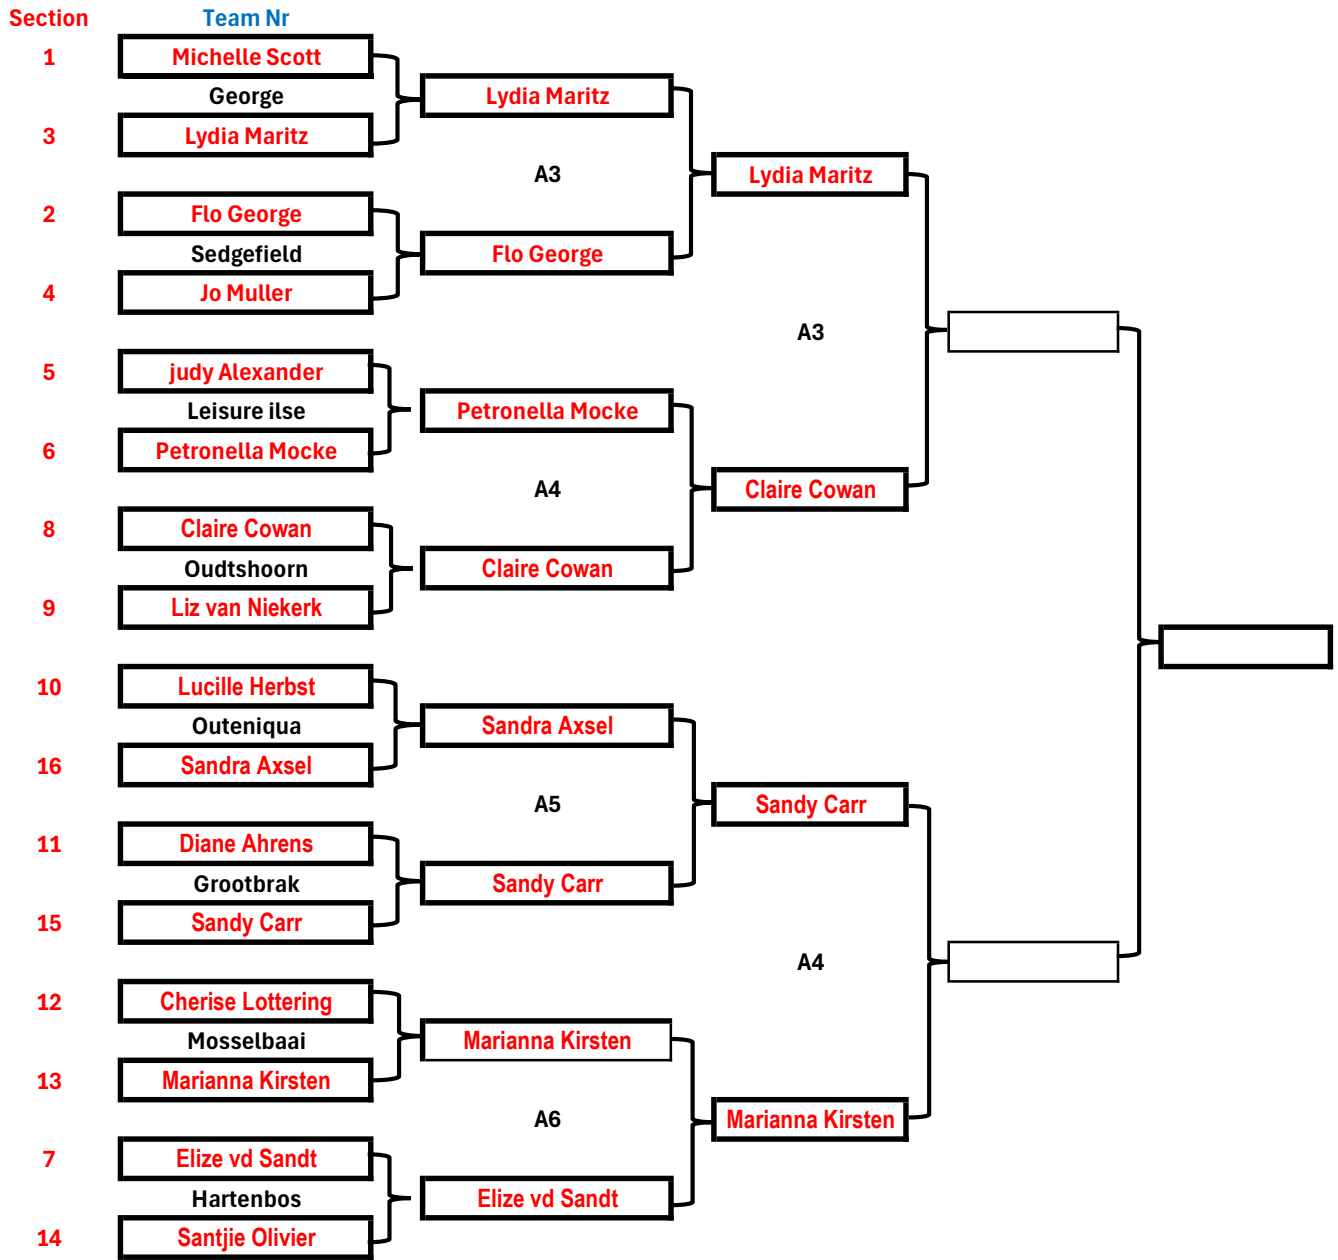 Section Team Nr
1 Michelle Scott
George Lydia Maritz
3 Lydia Maritz
A3 Lydia Maritz
2 Flo George
Sedgefield Flo George
4 Jo Muller
A3
5 judy Alexander
Leisure ilse Petronella Mocke
6 Petronella Mocke
A4 Claire Cowan
8 Claire Cowan
Oudtshoorn Claire Cowan
9 Liz van Niekerk
10 Lucille Herbst
Outeniqua Sandra Axsel
16 Sandra Axsel
A5 Sandy Carr
11 Diane Ahrens
Grootbrak Sandy Carr
15 Sandy Carr
A4
12 Cherise Lottering
Mosselbaai Marianna Kirsten
13 Marianna Kirsten
A6 Marianna Kirsten
7 Elize vd Sandt
Hartenbos Elize vd Sandt
14 Santjie Olivier